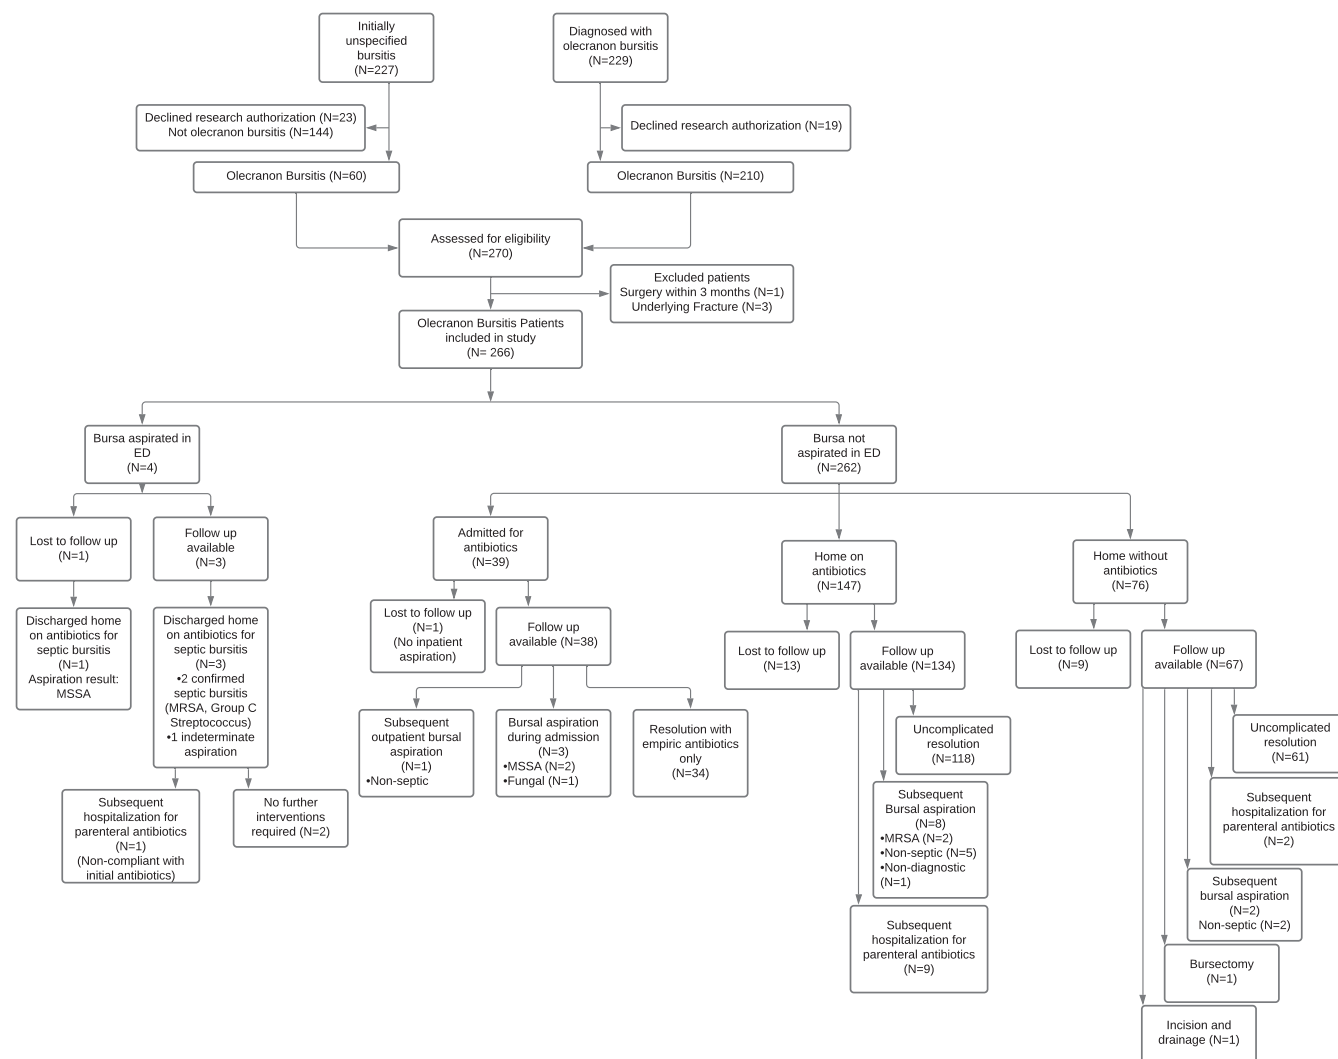 Initially
unspecified
bursitis
(N=227)
Diagnosed with
olecranon bursitis
(N=229)
Declined research authorization (N=23)
Not olecranon bursitis (N=144)
Declined research authorization (N=19)
Olecranon Bursitis (N=60)
Olecranon Bursitis (N=210)
Assessed for eligibility
(N=270)
Excluded patients
Surgery within 3 months (N=1)
Underlying Fracture (N=3)
Olecranon Bursitis Patients
included in study
(N= 266)
Bursa aspirated in
ED
(N=4)
Bursa not
aspirated in ED
(N=262)
Lost to follow up
(N=1)
Follow up
available
(N=3)
Admitted for
antibiotics
(N=39)
Home on
antibiotics
(N=147)
Home without
antibiotics
(N=76)
Discharged home
on antibiotics for
septic bursitis
(N=1)
Aspiration result:
MSSA
Discharged home
on antibiotics for
septic bursitis
(N=3)
•2 confirmed
septic bursitis
(MRSA, Group C
Streptococcus)
•1 indeterminate
aspiration
Lost to follow up
(N=1)
(No inpatient
aspiration)
Follow up
available (N=38)
Lost to follow up
(N=13)
Follow up
available (N=134)
Lost to follow up
(N=9)
Follow up
available (N=67)
Subsequent
outpatient bursal
aspiration
(N=1)
•Non-septic
Bursal aspiration
during admission
(N=3)
•MSSA (N=2)
•Fungal (N=1)
Resolution with
empiric antibiotics
only
(N=34)
Uncomplicated
resolution
(N=118)
Uncomplicated
resolution
(N=61)
Subsequent
hospitalization for
parenteral antibiotics
(N=1)
(Non-compliant with
initial antibiotics)
No further
interventions
required (N=2)
Subsequent
Bursal aspiration
(N=8)
•MRSA (N=2)
•Non-septic (N=5)
•Non-diagnostic
(N=1)
Subsequent
hospitalization for
parenteral antibiotics
(N=2)
Subsequent
bursal aspiration
(N=2)
Non-septic (N=2)
Subsequent
hospitalization for
parenteral antibiotics
(N=9)
Bursectomy
(N=1)
Incision and
drainage (N=1)